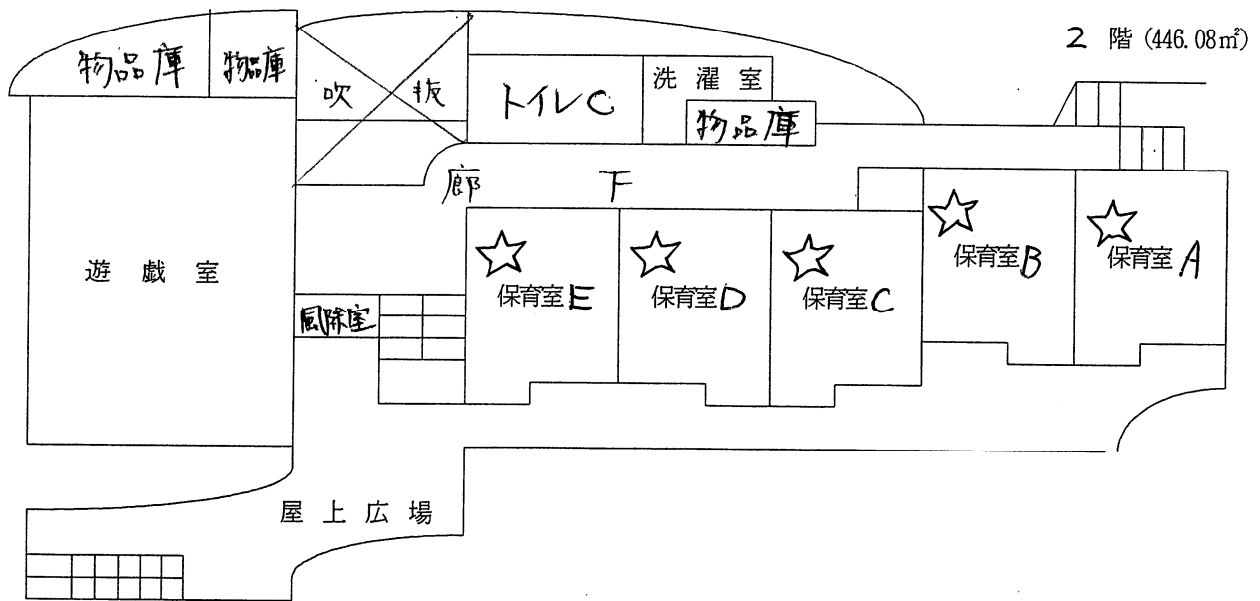 2 階 (446.08㎡)
物品庫
物品庫
吹 抜
トイレC
洗 濯 室
物品庫
廊 下
遊 戯 室
保育室E
保育室D
保育室C
保育室B
保育室A
風除室
屋 上 広 場